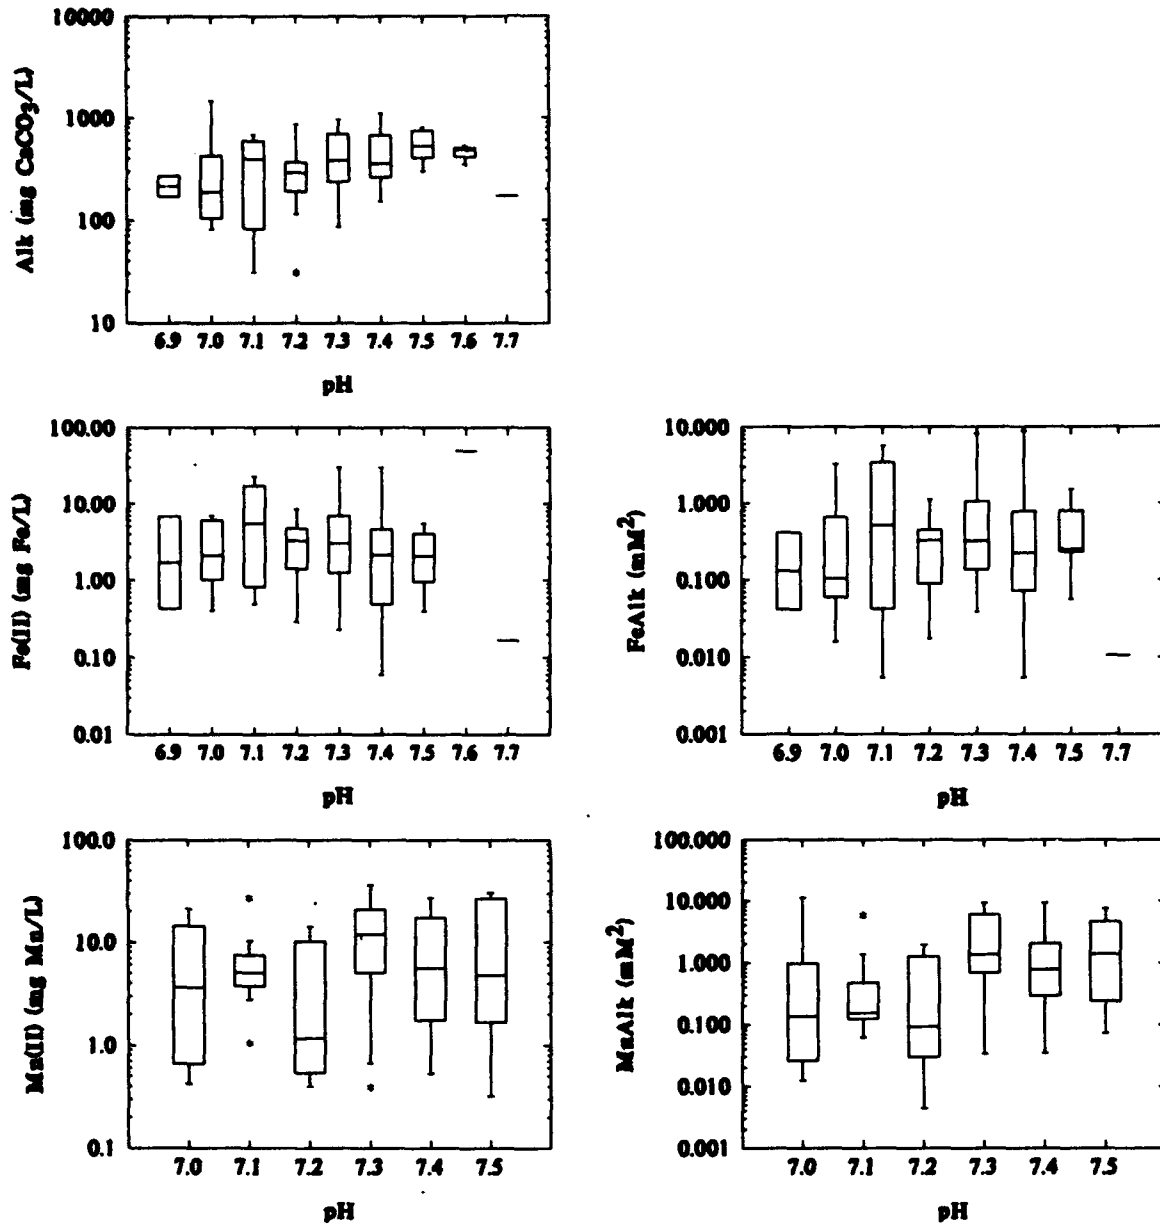 10000
1000
100
10
Alk (mg CaCO3/L)
6.9 7.0 7.1 7.2 7.3 7.4 7.5 7.6 7.7
pH
100.00
10.00
1.00
0.10
0.01
Fe(II) (mg Fe/L)
6.9 7.0 7.1 7.2 7.3 7.4 7.5 7.6 7.7
pH
10.000
1.000
0.100
0.010
0.001
FeAlk (mM2)
6.9 7.0 7.1 7.2 7.3 7.4 7.5 7.7
pH
100.0
10.0
1.0
0.1
Mn(II) (mg Mn/L)
7.0 7.1 7.2 7.3 7.4 7.5
pH
100.000
10.000
1.000
0.100
0.010
0.001
MnAlk (mM2)
7.0 7.1 7.2 7.3 7.4 7.5
pH